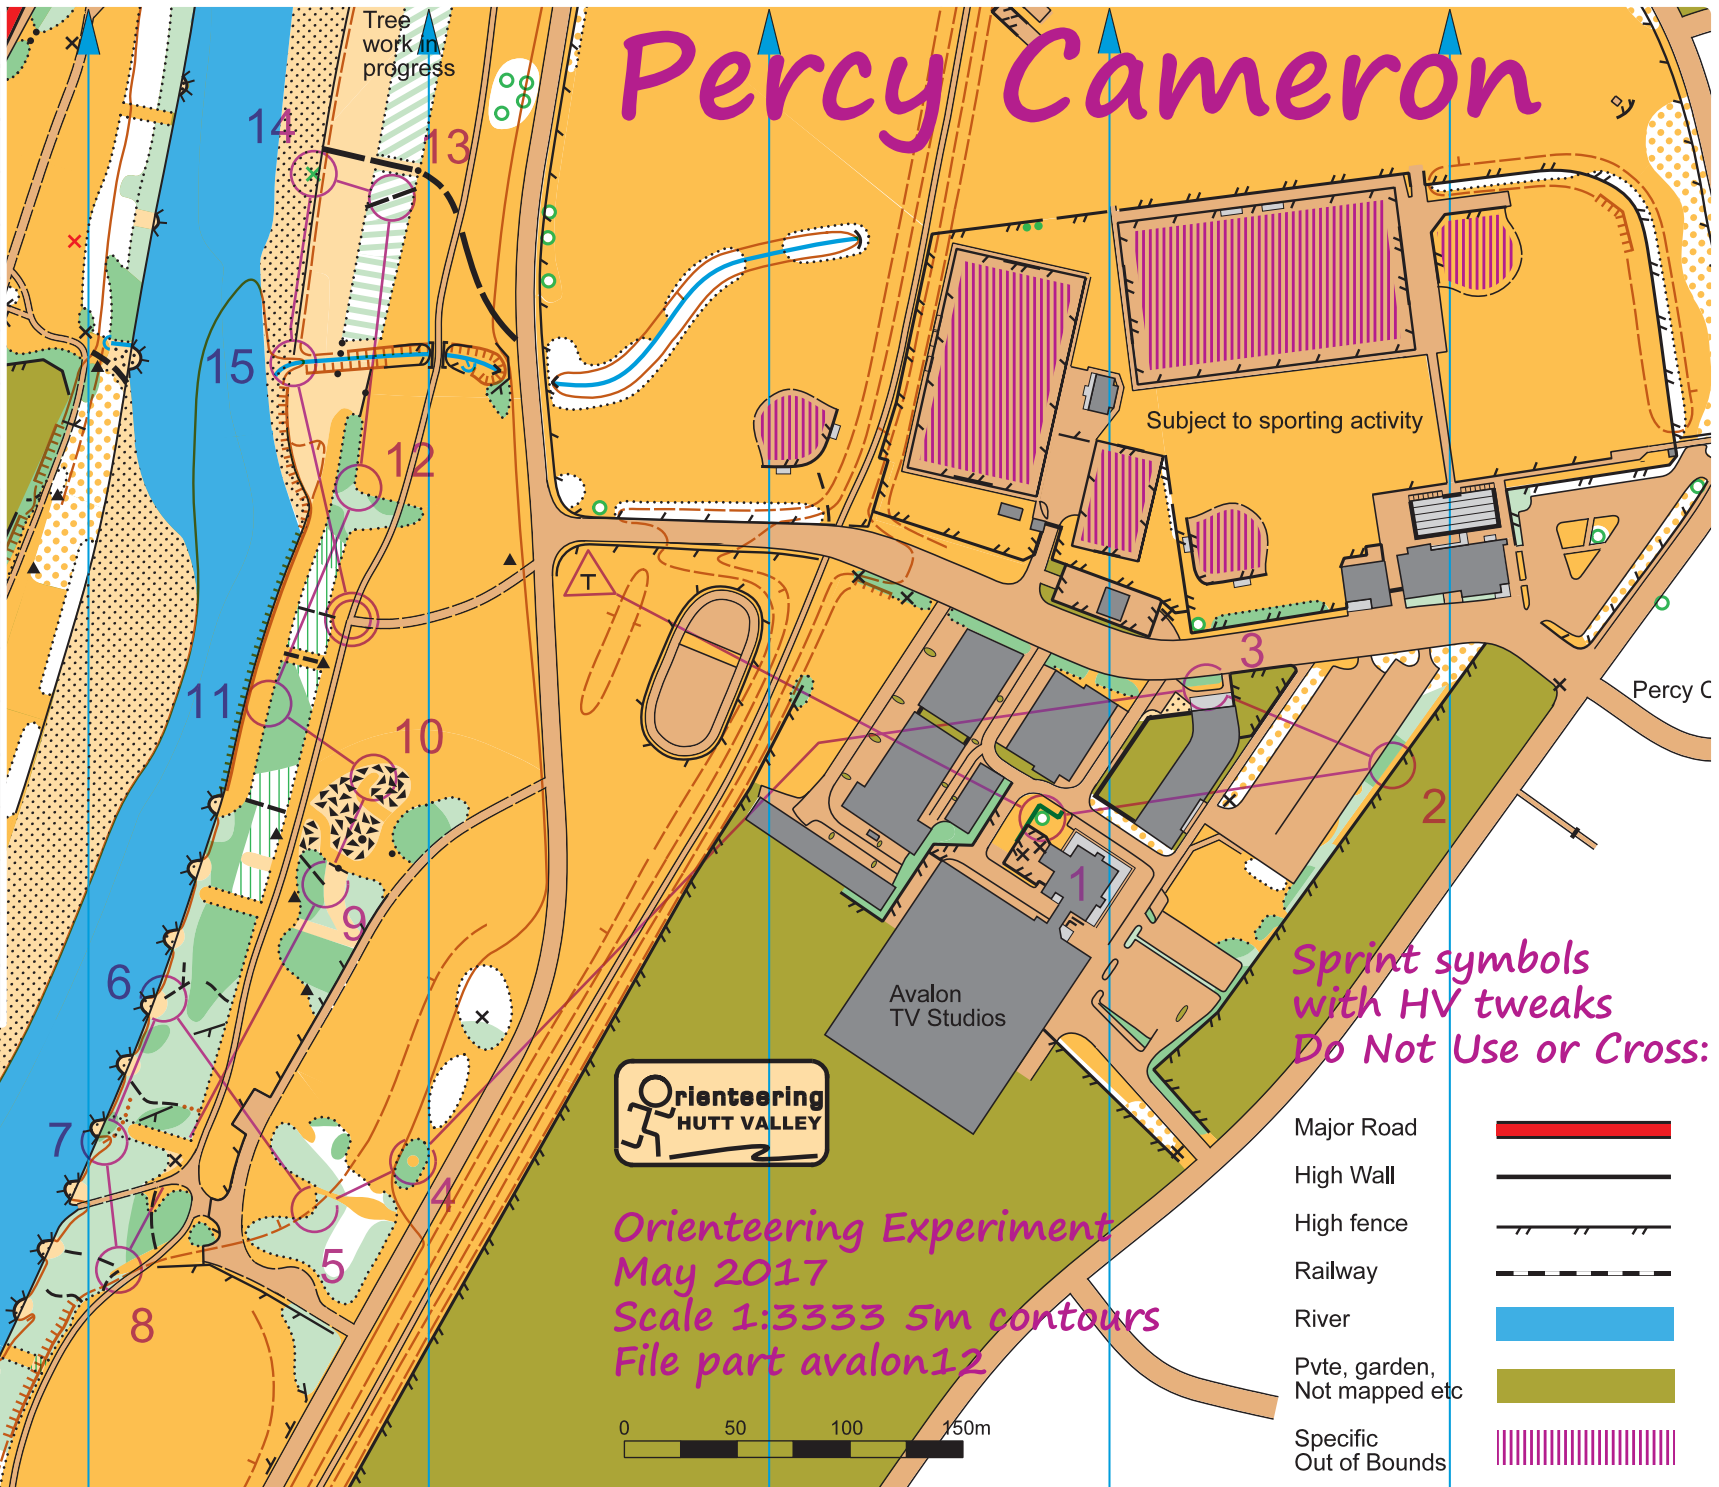 Tree
work in
progress
Percy Cameron
14
13
15
Subject to sporting activity
12
T
3
Percy C
11
10
2
1
9
6
Sprint symbols
with HV tweaks
Do Not Use or Cross:
Avalon
TV Studios
Orienteering
HUTT VALLEY
7
4
5
8
Orienteering Experiment
May 2017
Scale 1:3333 5m contours
File part avalon12
0 50 100 150m
Major Road
High Wall
High fence
Railway
River
Pvte, garden,
Not mapped etc
Specific
Out of Bounds